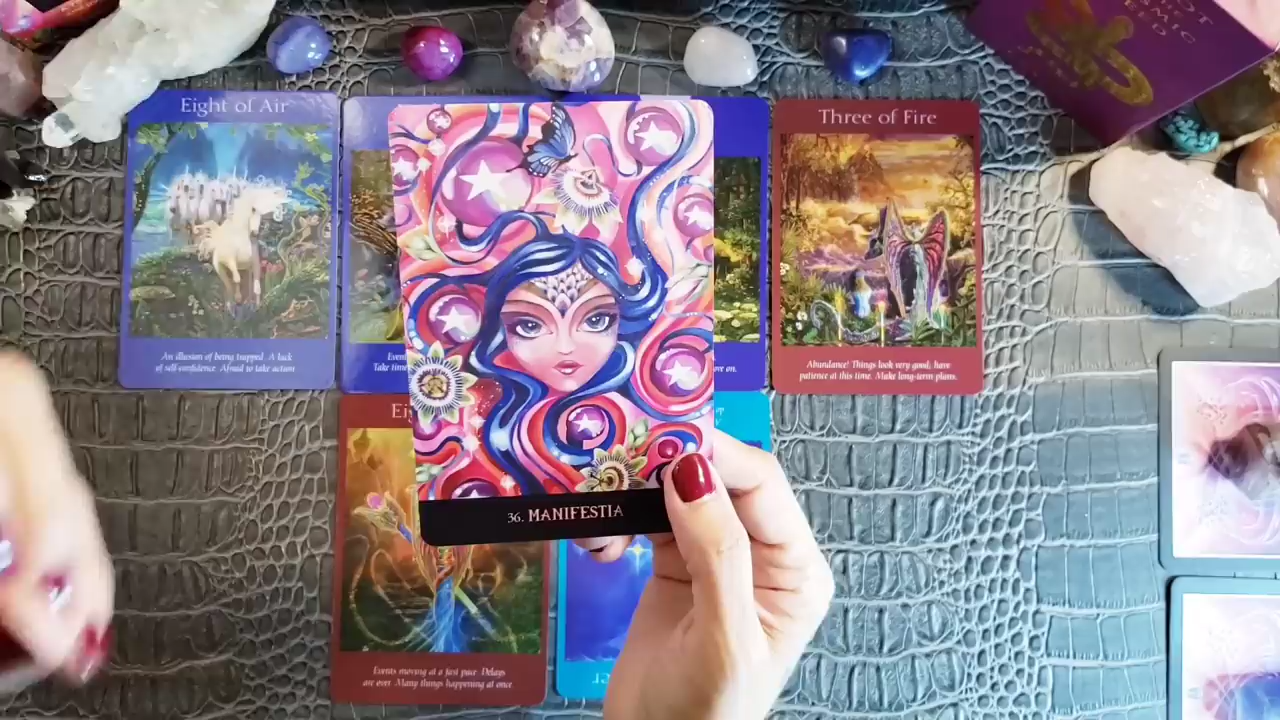 Eight of Air
Three of Fire
An illusion of being trapped. A lack
of self-confidence. Afraid to take action
Take time
Abundance! Things look very good, have
patience at this time. Make long-term plans.
36. MANIFESTIA
Events moving at a fast pace. Delays
are over. Many things happening at once.